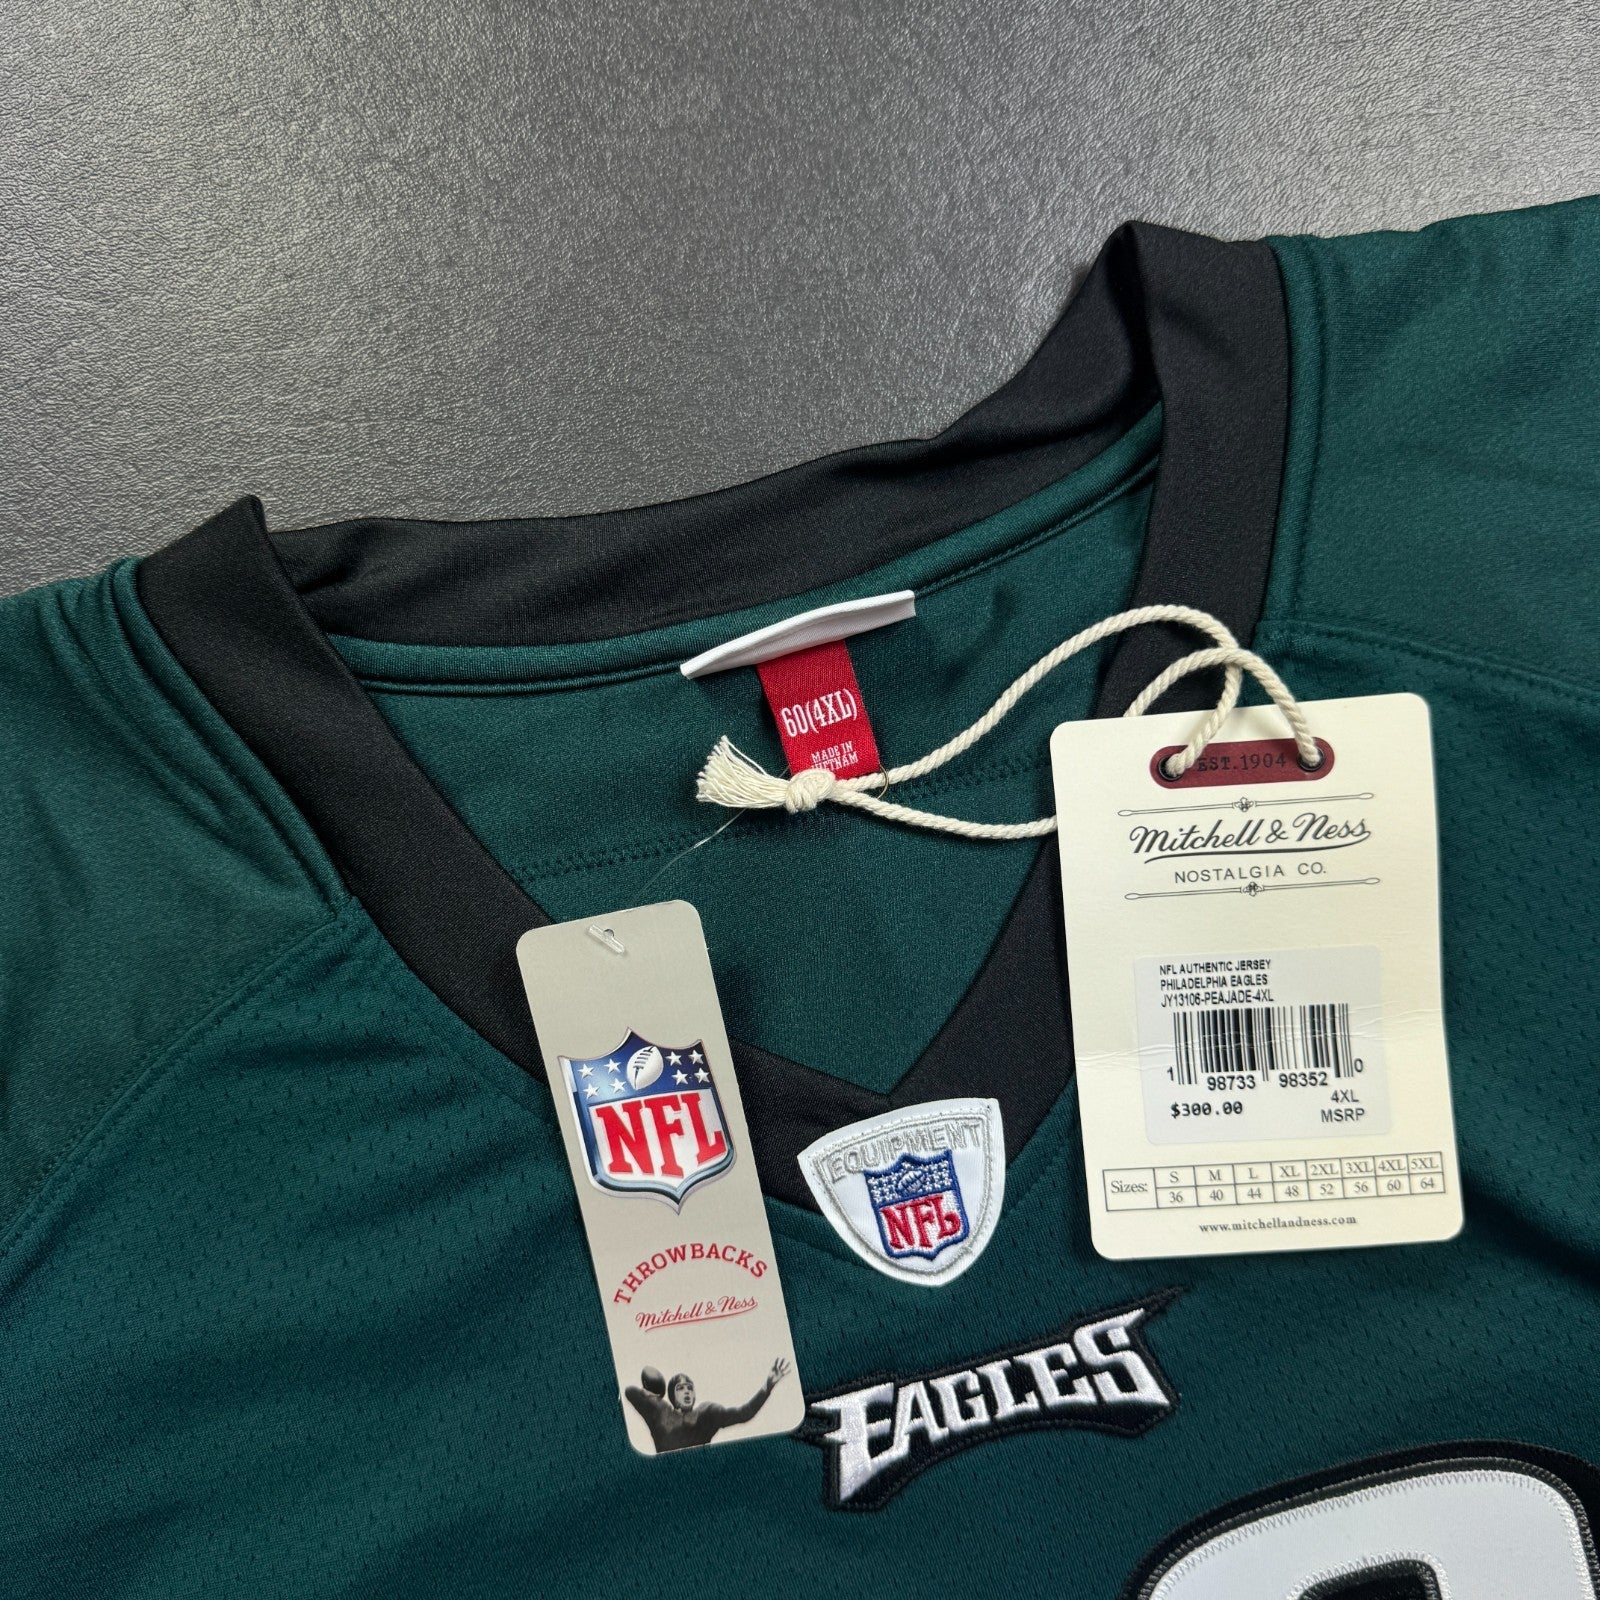 60(4XL)
MADE IN
VIETNAM
EST. 1904
Mitchell & Ness
NOSTALGIA CO.
NFL AUTHENTIC JERSEY
PHILADELPHIA EAGLES
JY13106-PEAJADE-4XL
1 98733 98352 0
$300.00
4XL
MSRP
Sizes: S M L XL 2XL 3XL 4XL 5XL
36 40 44 48 52 56 60 64
www.mitchellandness.com
NFL
THROWBACKS
Mitchell & Ness
EQUIPMENT
NFL
EAGLES